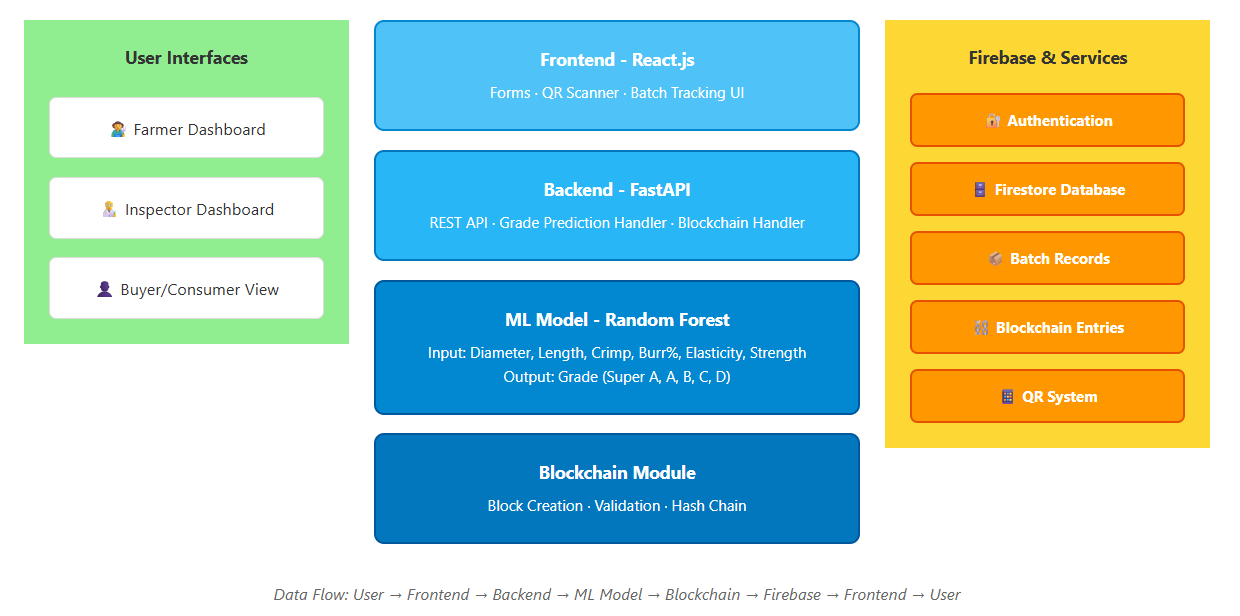 User Interfaces
Farmer Dashboard
Inspector Dashboard
Buyer/Consumer View
Frontend - React.js
Forms · QR Scanner · Batch Tracking UI
Backend - FastAPI
REST API · Grade Prediction Handler · Blockchain Handler
ML Model - Random Forest
Input: Diameter, Length, Crimp, Burr%, Elasticity, Strength
Output: Grade (Super A, A, B, C, D)
Blockchain Module
Block Creation · Validation · Hash Chain
Firebase & Services
Authentication
Firestore Database
Batch Records
Blockchain Entries
QR System
Data Flow: User → Frontend → Backend → ML Model → Blockchain → Firebase → Frontend → User